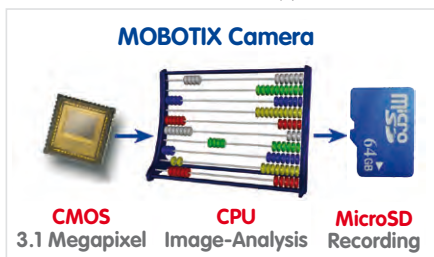 MOBOTIX Camera
micro
SD
64GB
CMOS
3.1 Megapixel
CPU
Image-Analysis
MicroSD
Recording